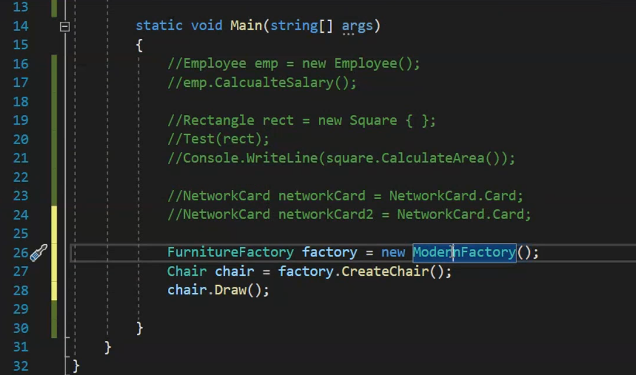 13
14 static void Main(string[] args)
15 {
16 //Employee emp = new Employee();
17 //emp.CalcualteSalary();
18
19 //Rectangle rect = new Square { };
20 //Test(rect);
21 //Console.WriteLine(square.CalculateArea());
22
23 //NetworkCard networkCard = NetworkCard.Card;
24 //NetworkCard networkCard2 = NetworkCard.Card;
25
26 FurnitureFactory factory = new ModernFactory();
27 Chair chair = factory.CreateChair();
28 chair.Draw();
29
30 }
31 }
32 }